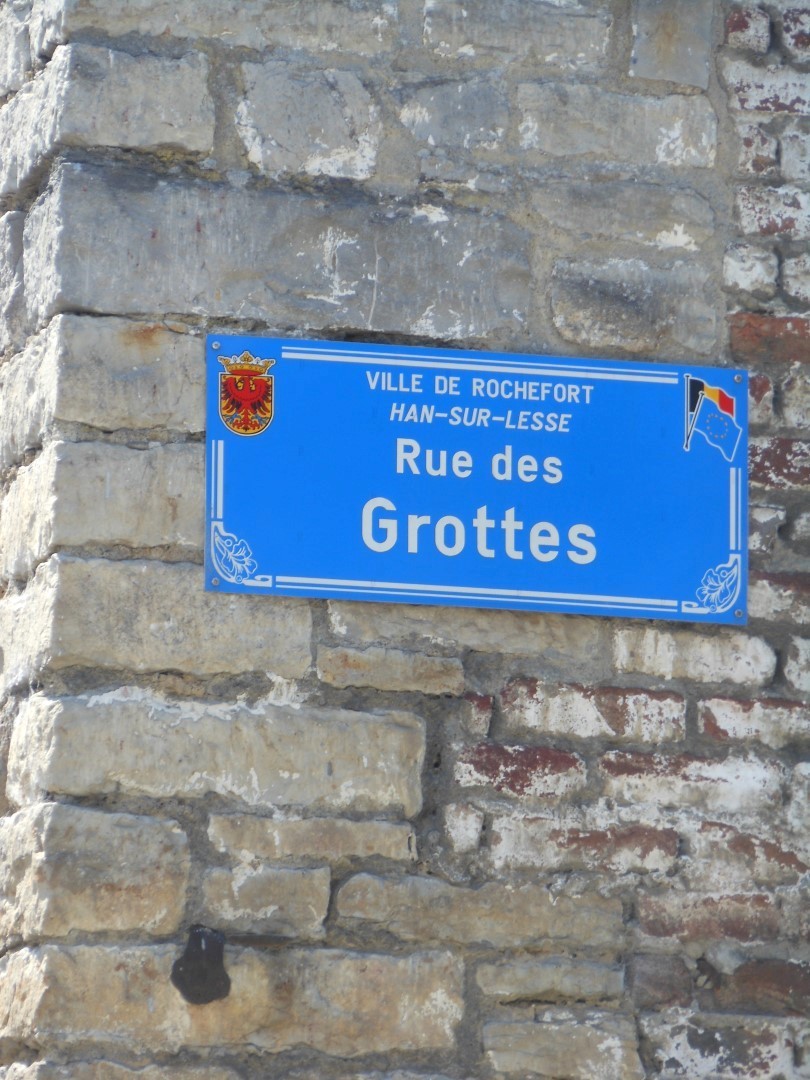 VILLE DE ROCHEFORT
HAN-SUR-LESSE
Rue des
Grottes